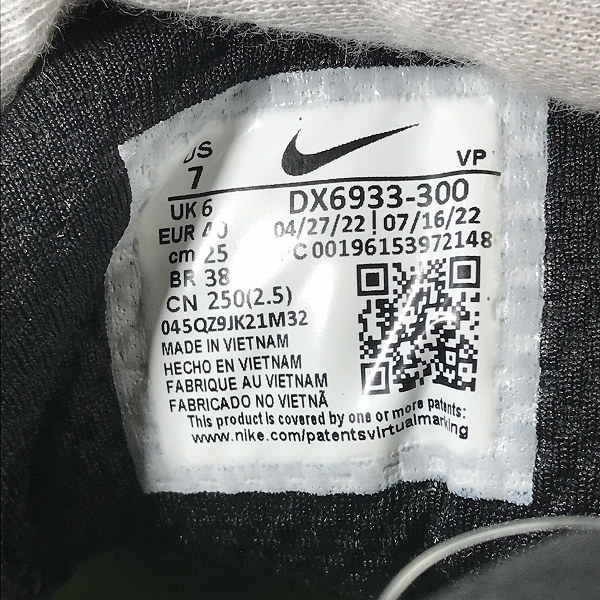 US
7
VP
UK 6
DX6933-300
EUR 40
04/27/22 | 07/16/22
cm 25
PC 00196153972148
BR 38
CN 250(2.5)
045QZ9JK21M32
MADE IN VIETNAM
HECHO EN VIETNAM
FABRIQUE AU VIETNAM
FABRICADO NO VIETNÃ
This product is covered by one or more patents:
www.nike.com/patentsvirtualmarking